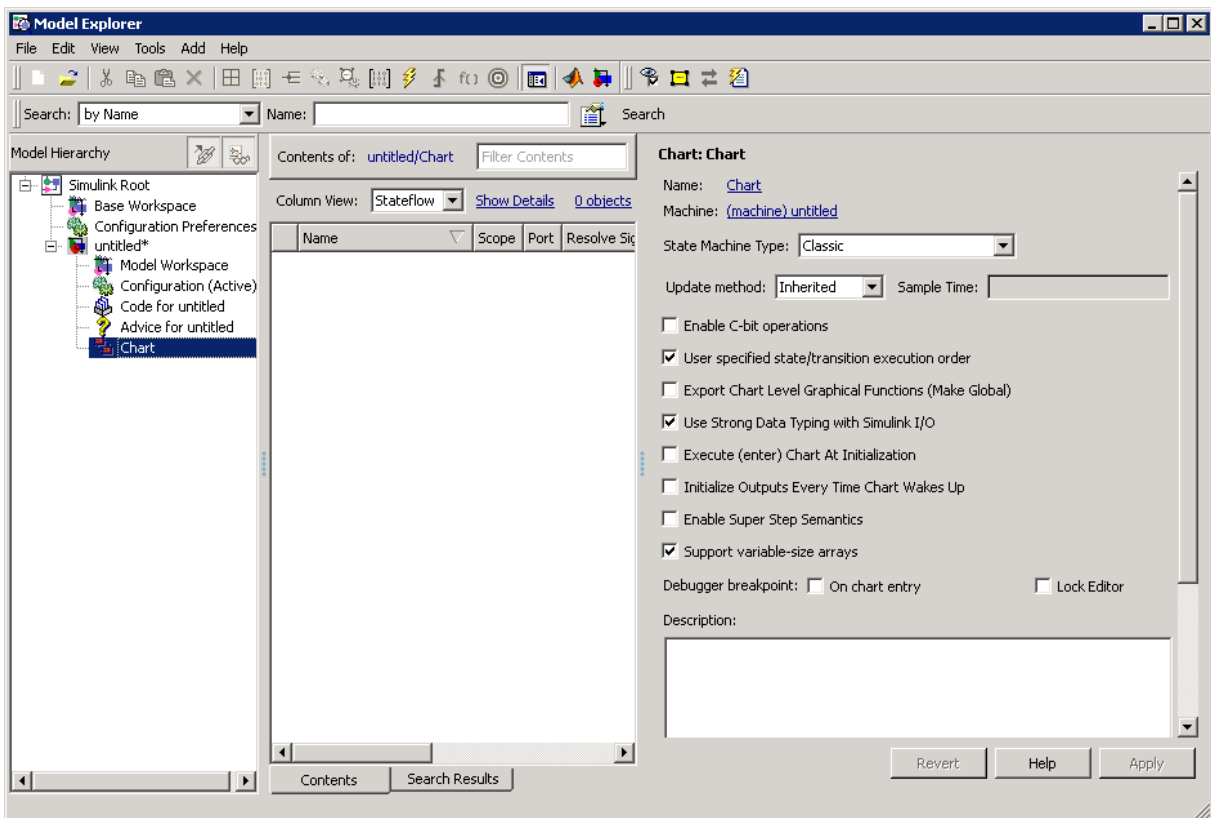 Model Explorer
File Edit View Tools Add Help
Search: by Name Name: Search
Model Hierarchy
Simulink Root
Base Workspace
Configuration Preferences
untitled*
Model Workspace
Configuration (Active)
Code for untitled
Advice for untitled
Chart
Contents of: untitled/Chart Filter Contents
Column View: Stateflow Show Details 0 objects
Name Scope Port Resolve Sig
Contents Search Results
Chart: Chart
Name: Chart
Machine: (machine) untitled
State Machine Type: Classic
Update method: Inherited Sample Time:
Enable C-bit operations
User specified state/transition execution order
Export Chart Level Graphical Functions (Make Global)
Use Strong Data Typing with Simulink I/O
Execute (enter) Chart At Initialization
Initialize Outputs Every Time Chart Wakes Up
Enable Super Step Semantics
Support variable-size arrays
Debugger breakpoint: On chart entry Lock Editor
Description:
Revert Help Apply